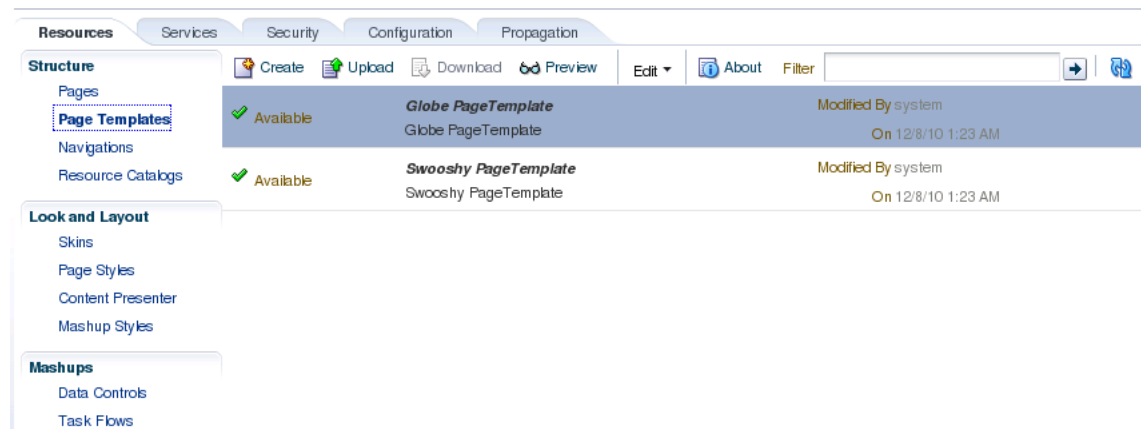 Resources Services Security Configuration Propagation
Structure
Pages
Page Templates
Navigations
Resource Catalogs
Look and Layout
Skins
Page Styles
Content Presenter
Mashup Styles
Mashups
Data Controls
Task Flows
Create Upload Download Preview Edit About Filter
Available Globe PageTemplate Modified By system
Globe PageTemplate On 12/8/10 1:23 AM
Available Swooshy PageTemplate Modified By system
Swooshy PageTemplate On 12/8/10 1:23 AM